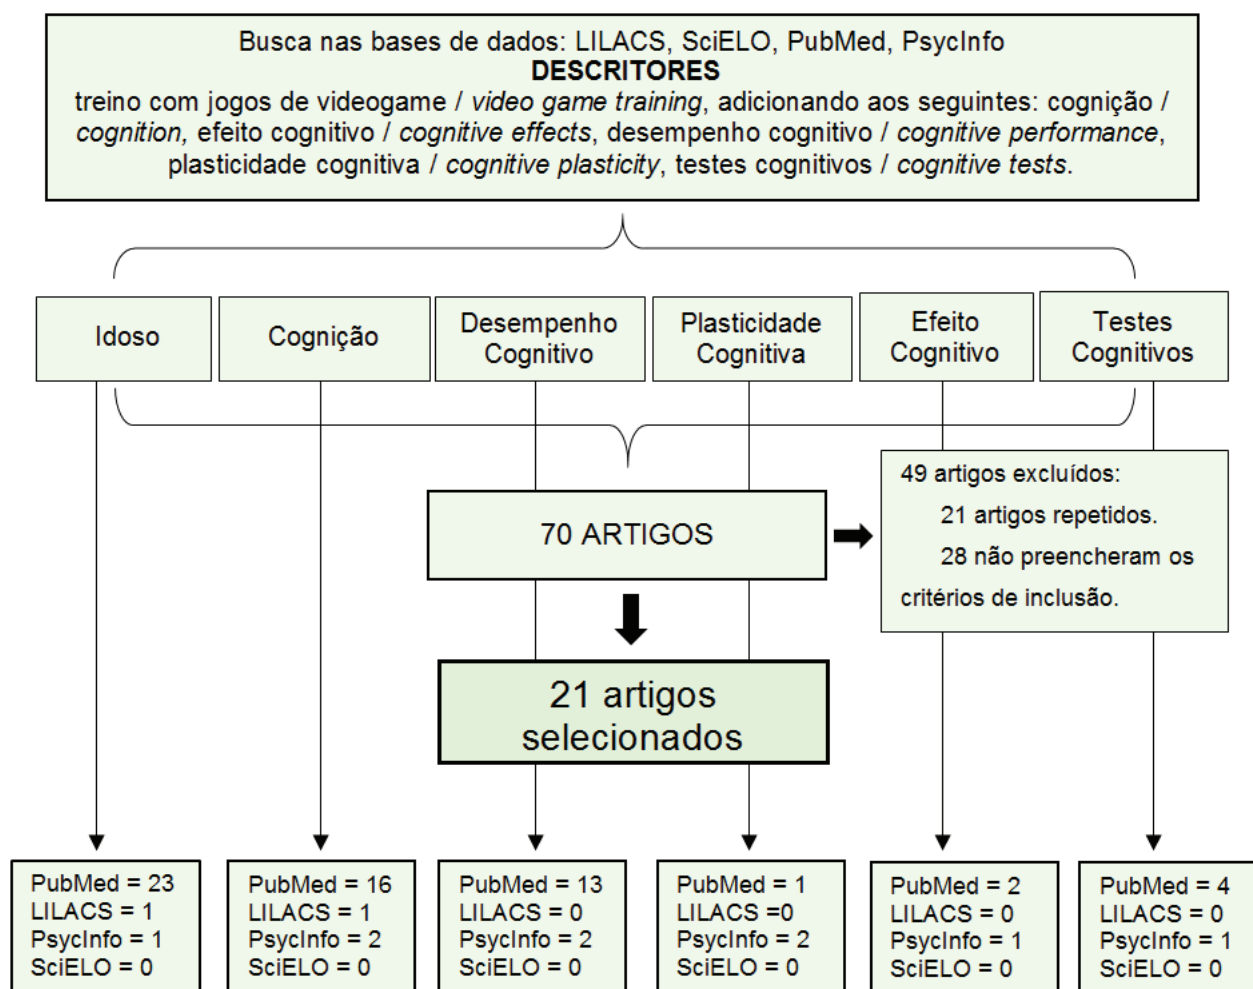 Busca nas bases de dados: LILACS, SciELO, PubMed, PsycInfo
DESCRITORES
treino com jogos de videogame / video game training, adicionando aos seguintes: cognição /
cognition, efeito cognitivo / cognitive effects, desempenho cognitivo / cognitive performance,
plasticidade cognitiva / cognitive plasticity, testes cognitivos / cognitive tests.
Idoso
Cognição
Desempenho
Cognitivo
Plasticidade
Cognitiva
Efeito
Cognitivo
Testes
Cognitivos
70 ARTIGOS
49 artigos excluídos:
21 artigos repetidos.
28 não preencheram os
critérios de inclusão.
21 artigos
selecionados
PubMed = 23
LILACS = 1
PsycInfo = 1
SciELO = 0
PubMed = 16
LILACS = 1
PsycInfo = 2
SciELO = 0
PubMed = 13
LILACS = 0
PsycInfo = 2
SciELO = 0
PubMed = 1
LILACS =0
PsycInfo = 2
SciELO = 0
PubMed = 2
LILACS = 0
PsycInfo = 1
SciELO = 0
PubMed = 4
LILACS = 0
PsycInfo = 1
SciELO = 0